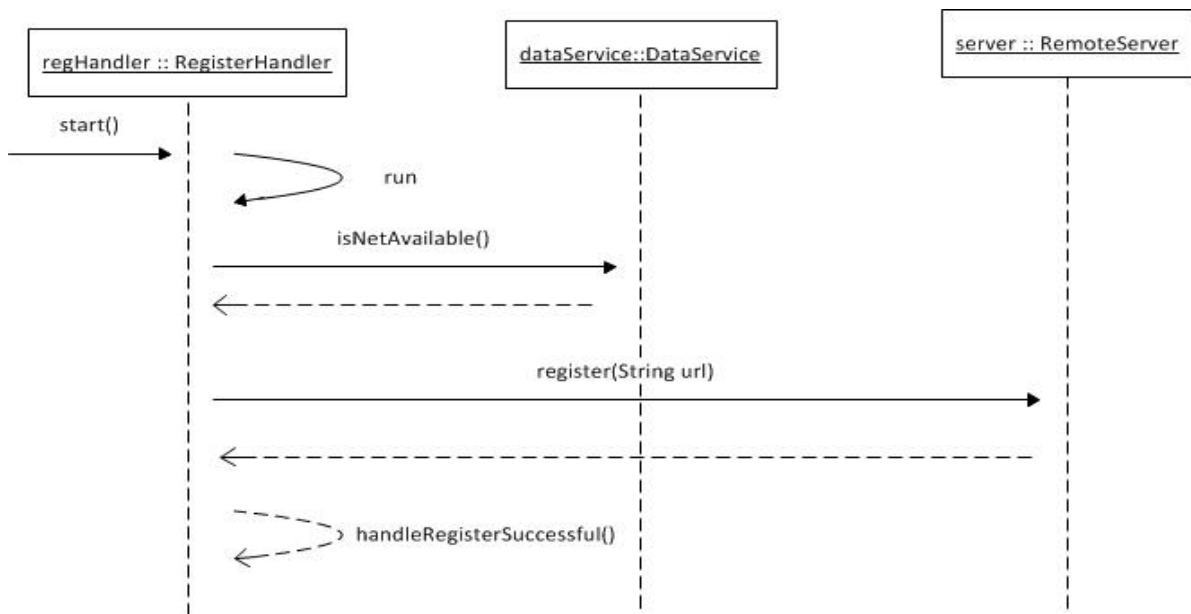 regHandler :: RegisterHandler
dataService::DataService
server :: RemoteServer
start()
run
isNetAvailable()
register(String url)
handleRegisterSuccessful()